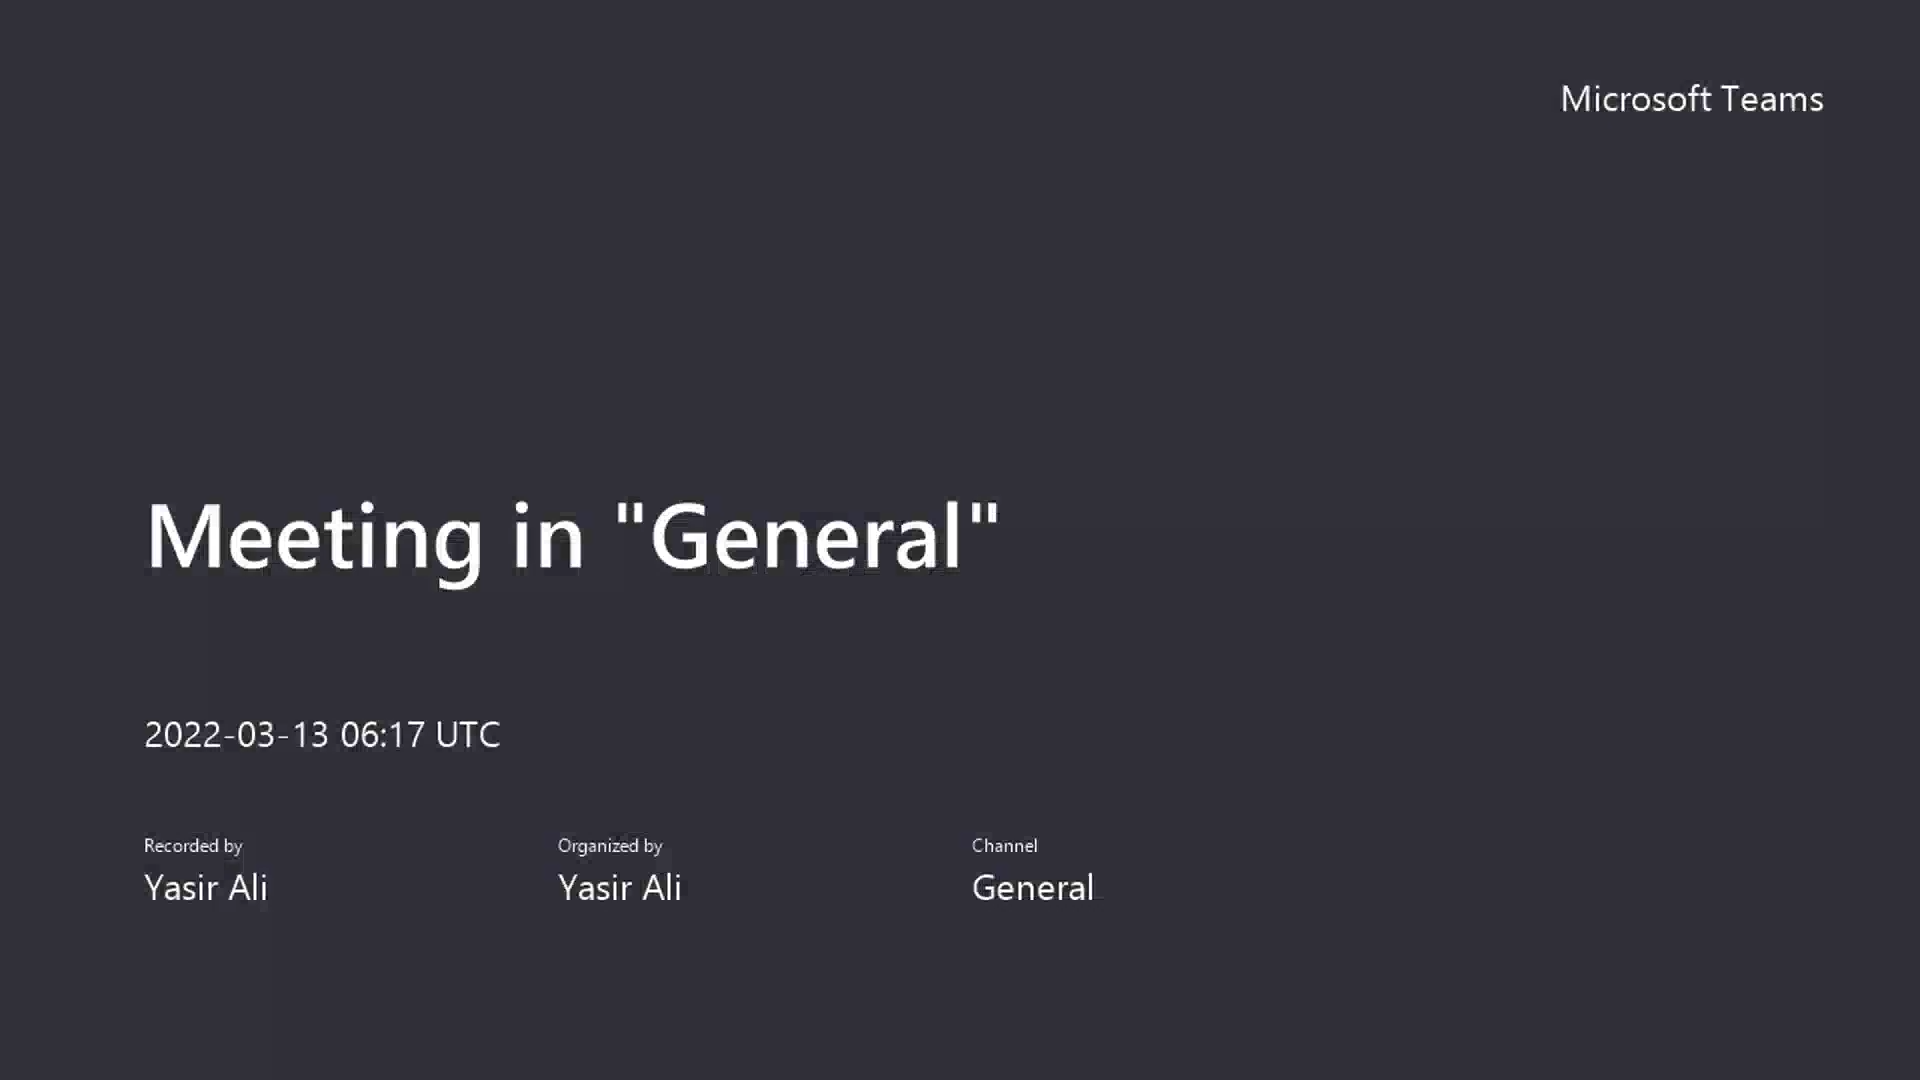 Microsoft Teams
Meeting in "General"
2022-03-13 06:17 UTC
Recorded by
Yasir Ali
Organized by
Yasir Ali
Channel
General